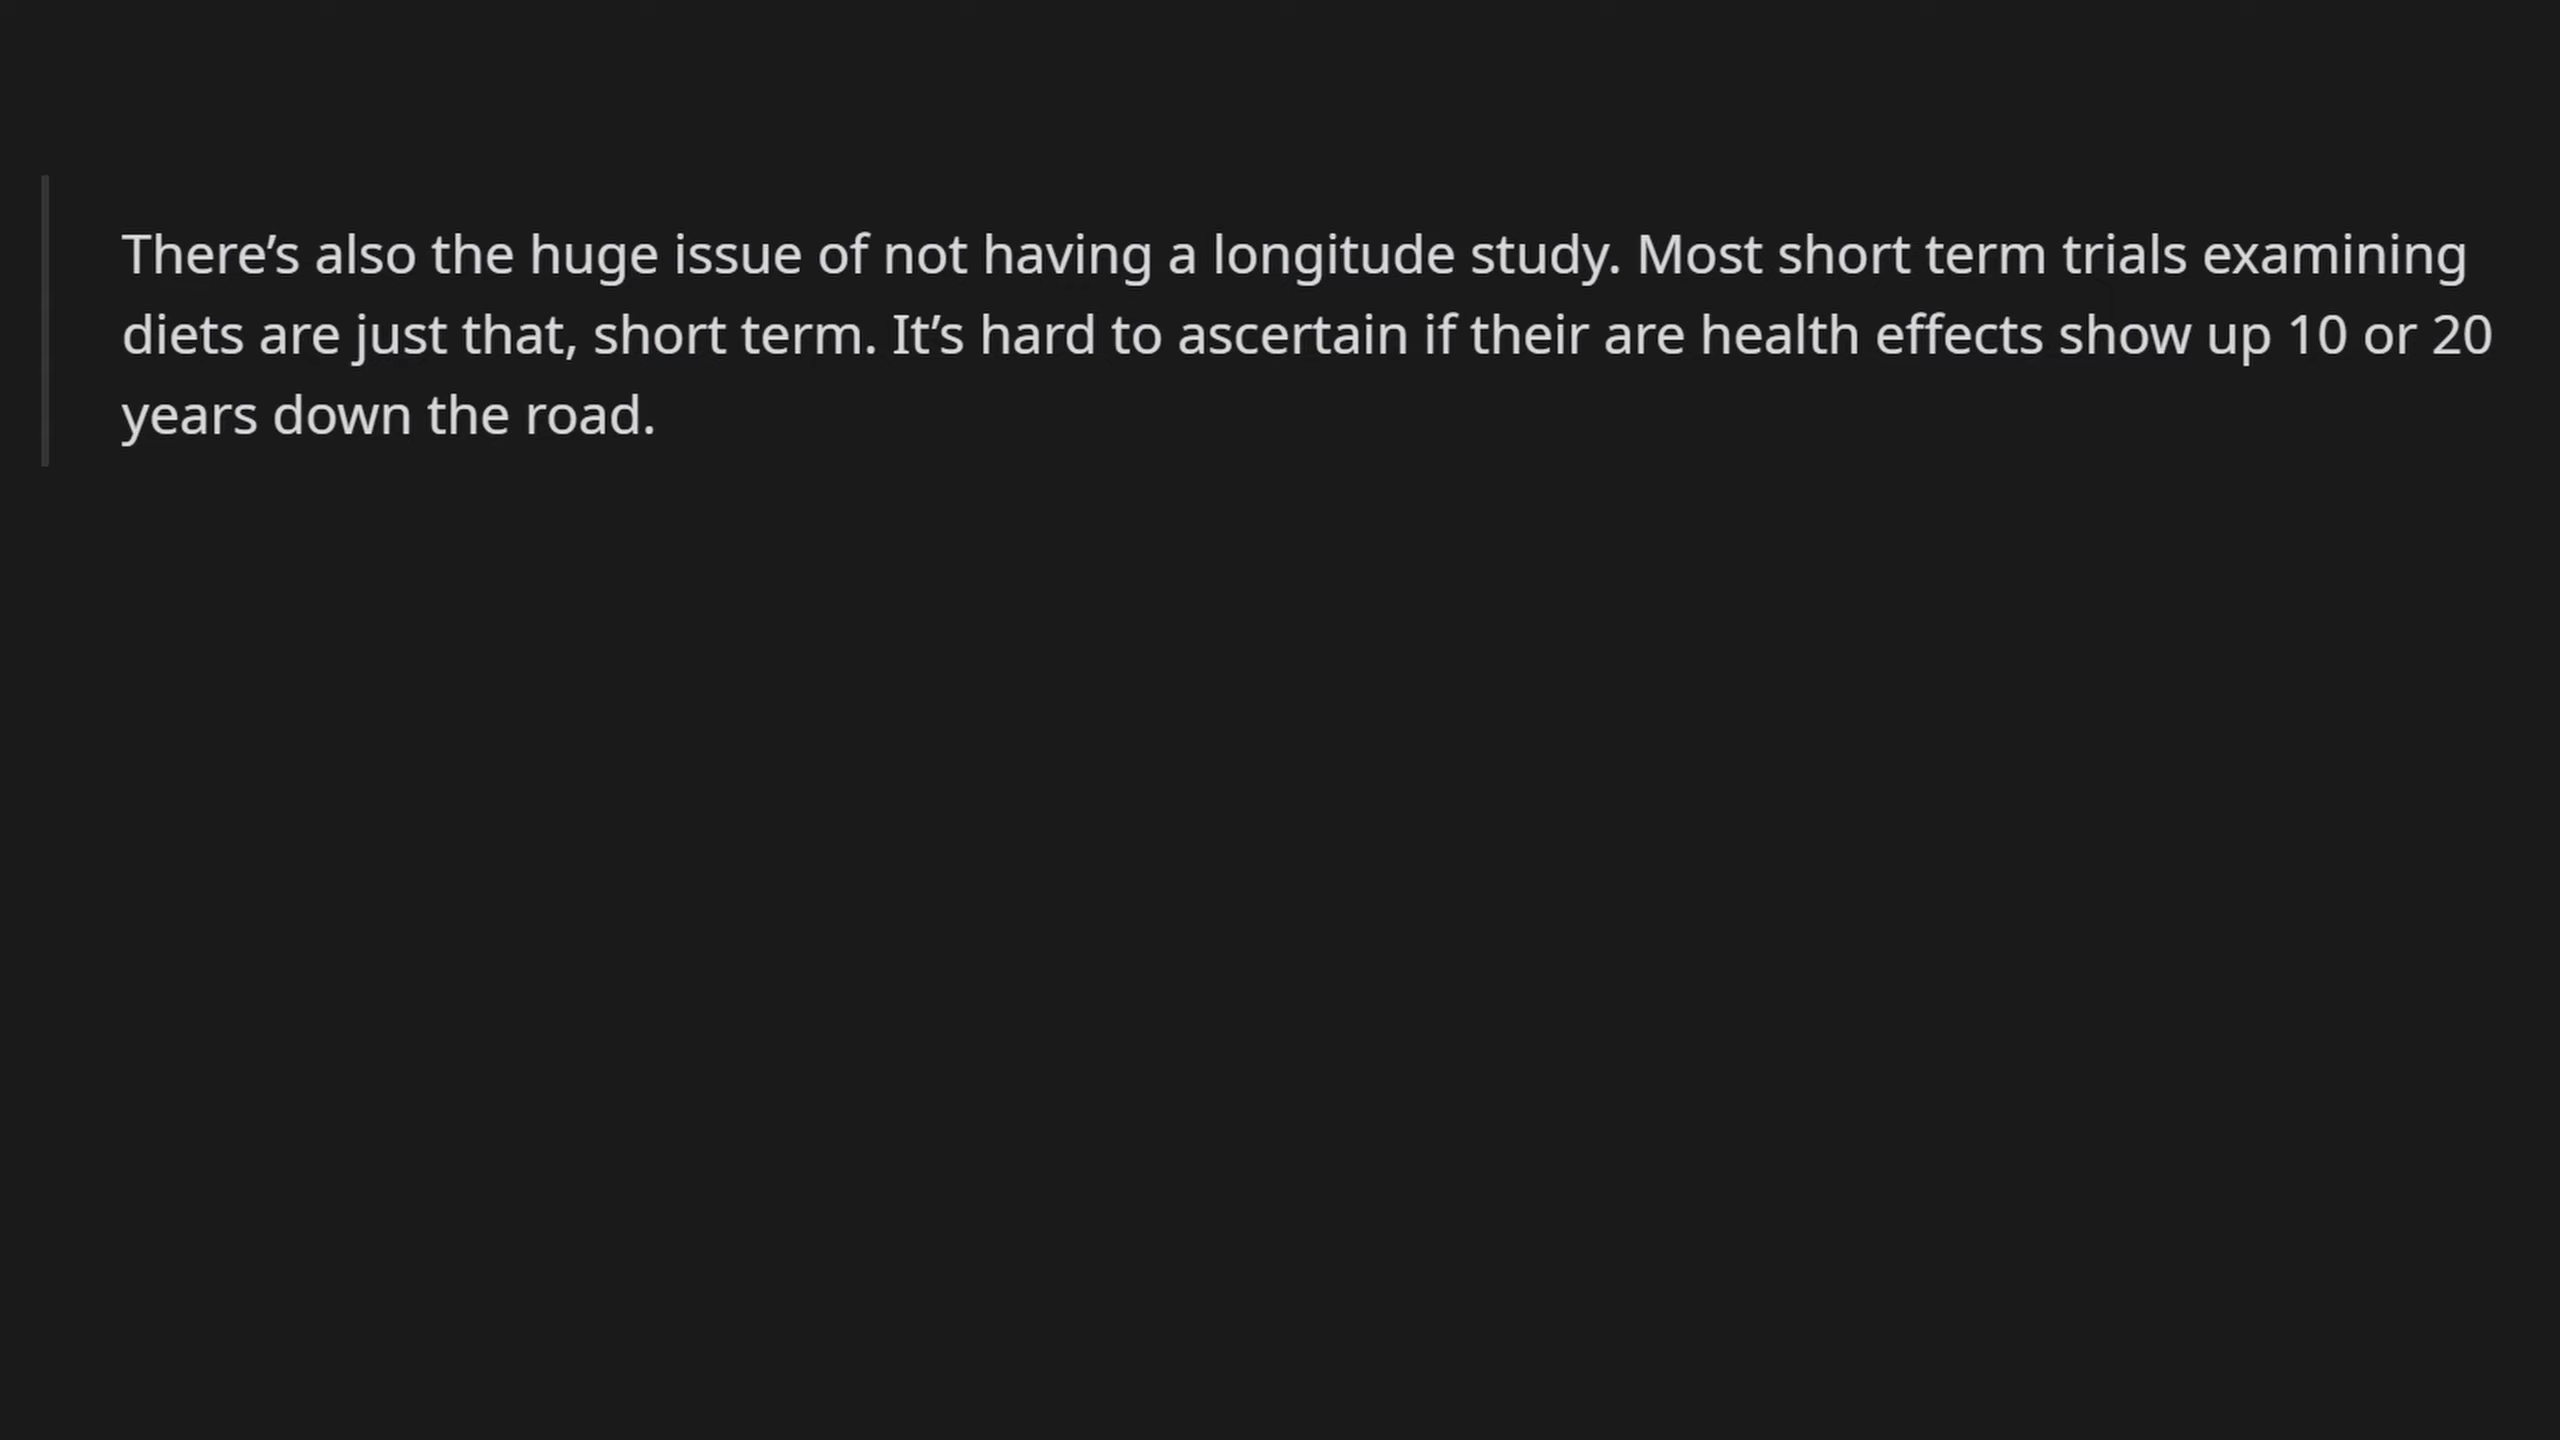 There’s also the huge issue of not having a longitude study. Most short term trials examining
diets are just that, short term. It’s hard to ascertain if their are health effects show up 10 or 20
years down the road.